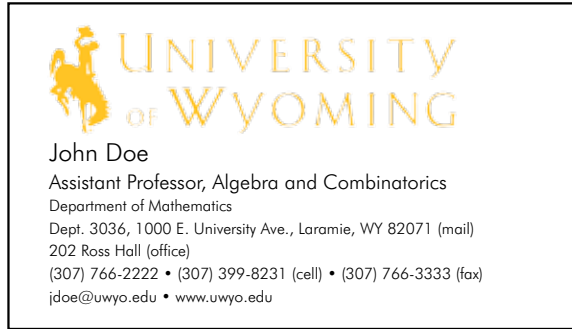 UNIVERSITY
OF WYOMING
John Doe
Assistant Professor, Algebra and Combinatorics
Department of Mathematics
Dept. 3036, 1000 E. University Ave., Laramie, WY 82071 (mail)
202 Ross Hall (office)
(307) 766-2222 • (307) 399-8231 (cell) • (307) 766-3333 (fax)
jdoe@uwyo.edu • www.uwyo.edu